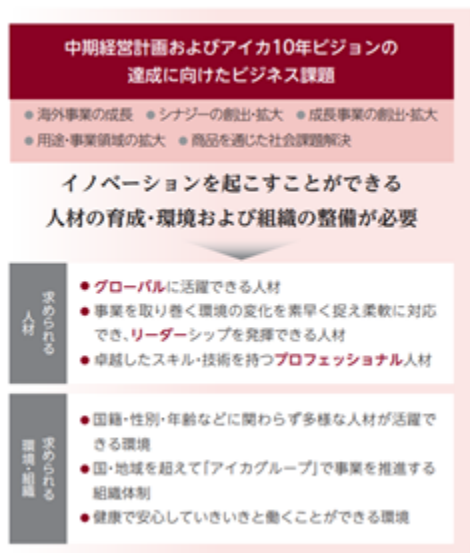 中期経営計画およびアイカ10年ビジョンの
達成に向けたビジネス課題
●海外事業の成長 ●シナジーの創出・拡大 ●成長事業の創出・拡大
●用途・事業領域の拡大 ●商品を通じた社会課題解決
イノベーションを起こすことができる
人材の育成・環境および組織の整備が必要
求められる
人材
●グローバルに活躍できる人材
●事業を取り巻く環境の変化を素早く捉え柔軟に対応
でき、リーダーシップを発揮できる人材
●卓越したスキル・技術を持つプロフェッショナル人材
求められる
環境・組織
●国籍・性別・年齢などに関わらず多様な人材が活躍で
きる環境
●国・地域を超えて「アイカグループ」で事業を推進する
組織体制
●健康で安心していきいきと働くことができる環境